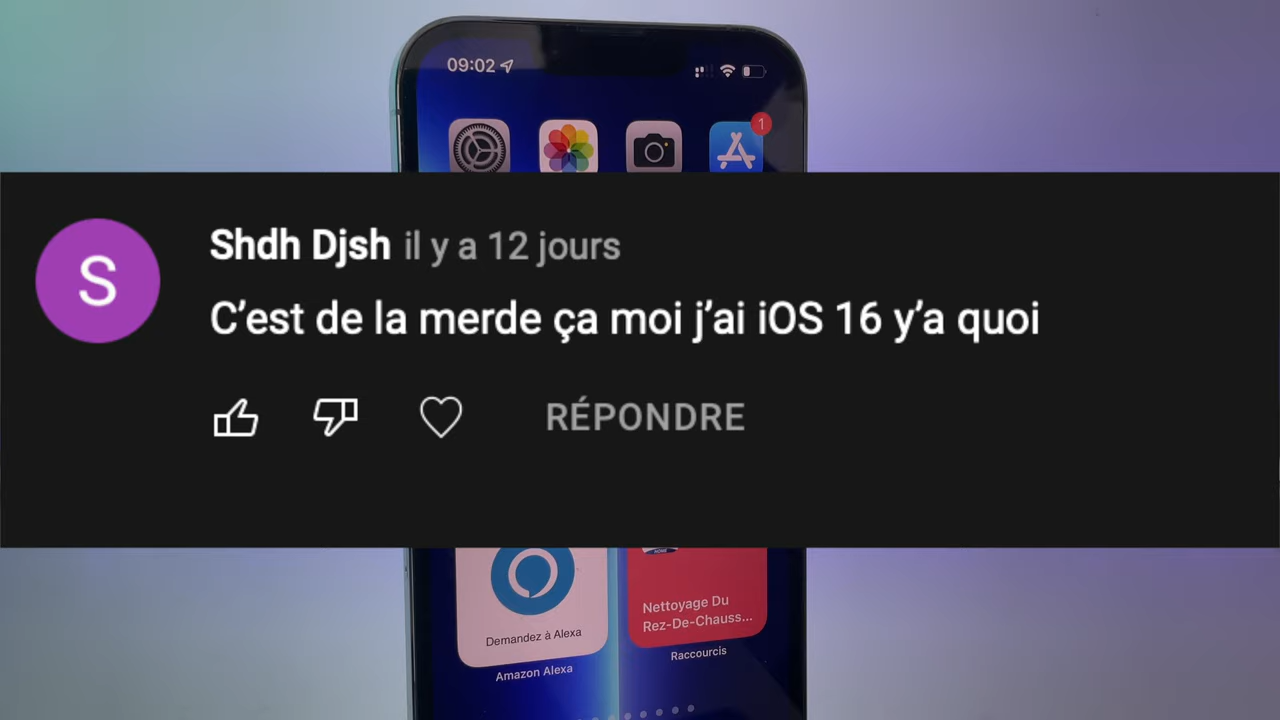 09:02
1
Shdh Djsh il y a 12 jours
C’est de la merde ça moi j’ai iOS 16 y’a quoi
RÉPONDRE
Demandez à Alexa
Amazon Alexa
Nettoyage Du
Rez-De-Chauss...
Raccourcis